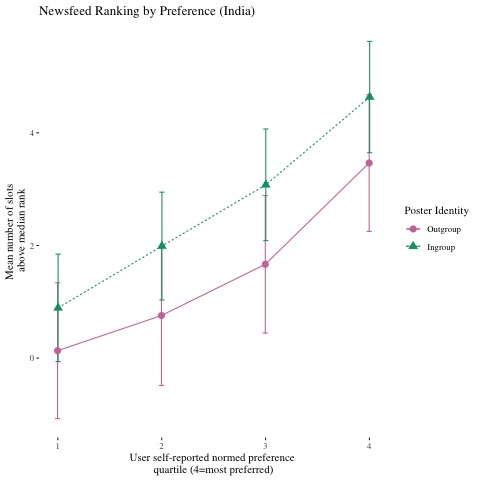 Newsfeed Ranking by Preference (India)
Mean number of slots
above median rank
4
2
0
1
2
3
4
User self-reported normed preference
quartile (4=most preferred)
Poster Identity
Outgroup
Ingroup